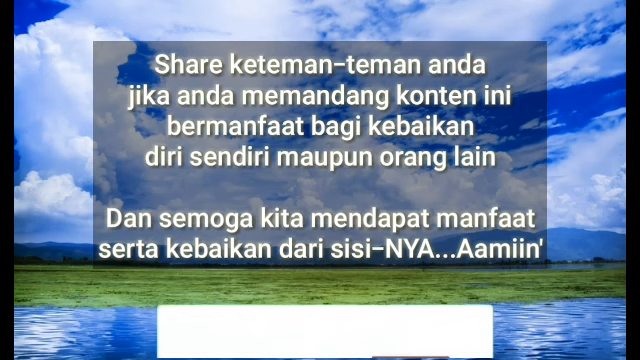 Share keteman-teman anda
jika anda memandang konten ini
bermanfaat bagi kebaikan
diri sendiri maupun orang lain
Dan semoga kita mendapat manfaat
serta kebaikan dari sisi-NYA...Aamiin'